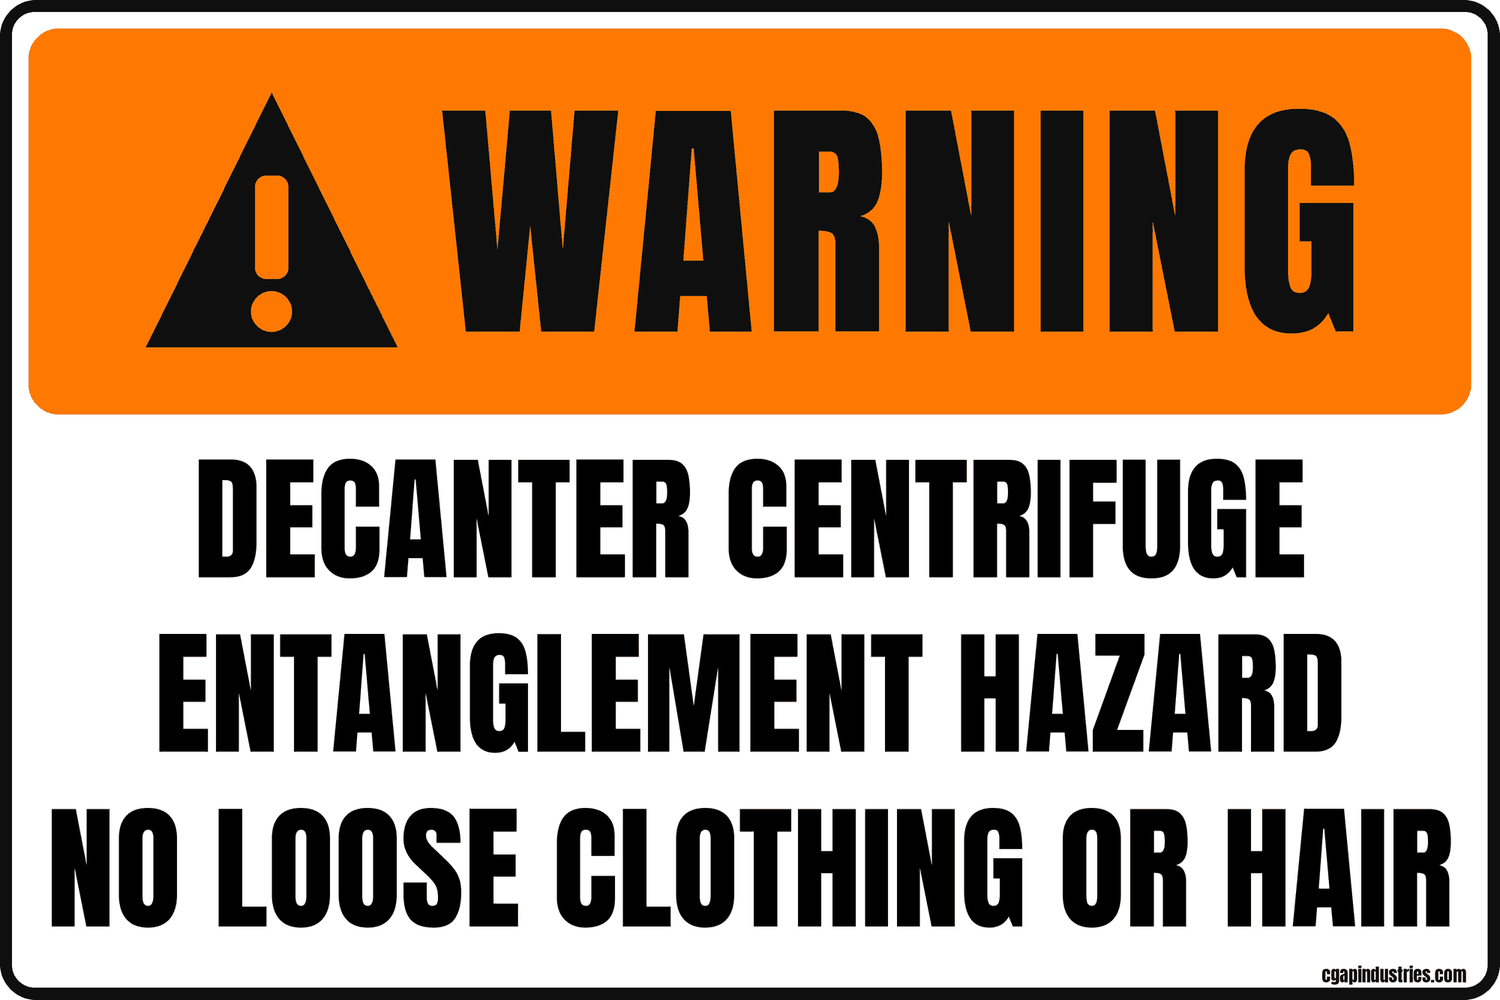 WARNING
DECANTER CENTRIFUGE
ENTANGLEMENT HAZARD
NO LOOSE CLOTHING OR HAIR
cgapindustries.com